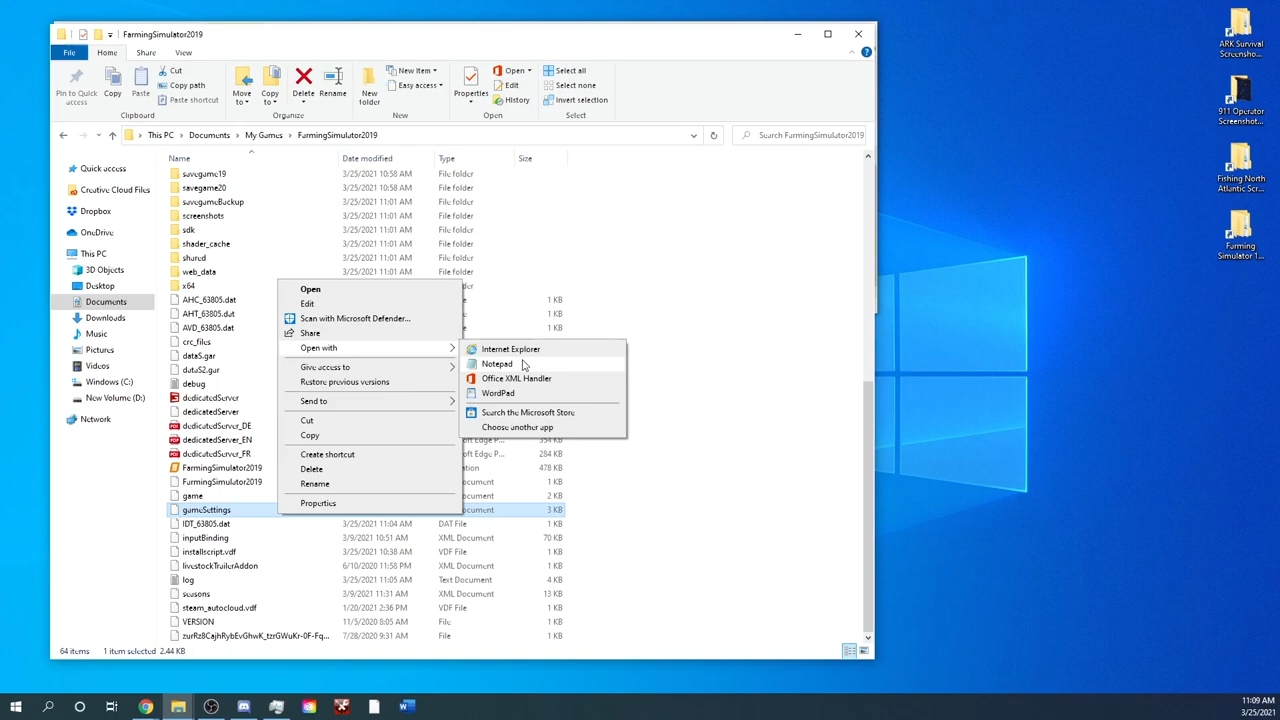 FarmingSimulator2019
File Home Share View
Pin to Quick access
Copy
Paste
Cut
Copy path
Paste shortcut
Move to
Copy to
Delete
Rename
New folder
New item
Easy access
Properties
Open
Edit
History
Select all
Select none
Invert selection
Clipboard Organize New Open Select
This PC Documents My Games FarmingSimulator2019
Search FarmingSimulator2019
Quick access
Creative Cloud Files
Dropbox
OneDrive
This PC
3D Objects
Desktop
Documents
Downloads
Music
Pictures
Videos
Windows (C:)
New Volume (D:)
Network
Name Date modified Type Size
savegame19 3/25/2021 10:58 AM File folder
savegame20 3/25/2021 10:58 AM File folder
savegameBackup 3/25/2021 11:01 AM File folder
screenshots 3/25/2021 11:01 AM File folder
sdk 3/25/2021 11:01 AM File folder
shader_cache 3/25/2021 11:01 AM File folder
shared 3/25/2021 11:01 AM File folder
web_data 3/25/2021 11:01 AM File folder
x64
AHC_63805.dat 1 KB
AHT_63805.dat 1 KB
AVD_63805.dat 1 KB
crc_files
dataS.gar
dataS2.gar
debug
dedicatedServer
dedicatedServer
dedicatedServer_DE
dedicatedServer_EN Microsoft Edge P... 354 KB
dedicatedServer_FR Microsoft Edge P...
FarmingSimulator2019 478 KB
FarmingSimulator2019 1 KB
game 2 KB
gameSettings 3 KB
IDT_63805.dat 3/25/2021 11:04 AM DAT File 1 KB
inputBinding 3/9/2021 10:51 AM XML Document 70 KB
installscript.vdf 3/25/2021 10:38 AM VDF File 1 KB
livestockTrailerAddon 6/10/2020 11:58 PM XML Document 1 KB
log 3/25/2021 11:05 AM Text Document 4 KB
seasons 3/9/2021 11:31 AM XML Document 13 KB
steam_autocloud.vdf 1/20/2021 2:36 PM VDF File 1 KB
VERSION 11/5/2020 8:05 AM File 1 KB
7/28/2020 9:31 AM File 1 KB
Open
Edit
Scan with Microsoft Defender...
Share
Open with
Give access to
Restore previous versions
Send to
Cut
Copy
Create shortcut
Delete
Rename
Properties
Internet Explorer
Notepad
Office XML Handler
WordPad
Search the Microsoft Store
Choose another app
64 items 1 item selected 2.44 KB
ARK Survival
Screensho...
911 Operator
Screenshot...
Fishing North
Atlantic Scr...
Farming
Simulator 1...
11:09 AM
3/25/2021